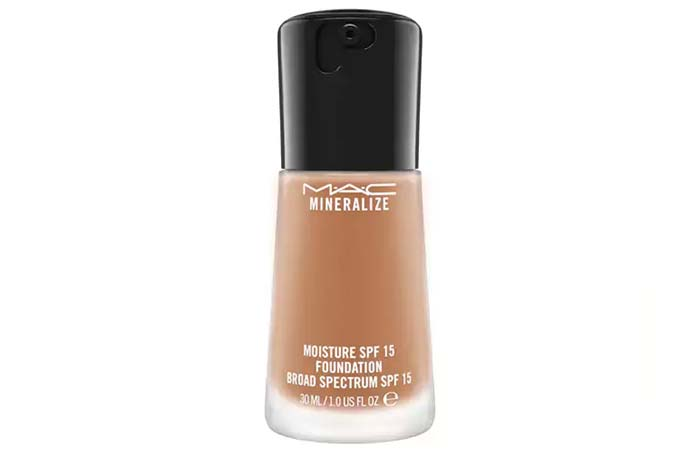 M·A·C
MINERALIZE
MOISTURE SPF 15
FOUNDATION
BROAD SPECTRUM SPF 15
30 ML / 1.0 US FL OZ ℮